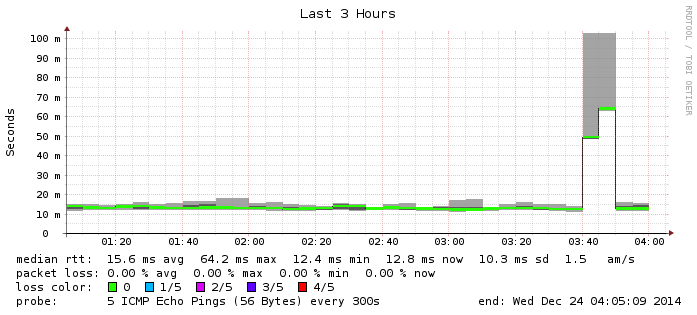 Last 3 Hours
RRDTOOL / TOBI OETIKER
Seconds
100 m
90 m
80 m
70 m
60 m
50 m
40 m
30 m
20 m
10 m
0
01:20 01:40 02:00 02:20 02:40 03:00 03:20 03:40 04:00
median rtt: 15.6 ms avg 64.2 ms max 12.4 ms min 12.8 ms now 10.3 ms sd 1.5 am/s
packet loss: 0.00 % avg 0.00 % max 0.00 % min 0.00 % now
loss color: 0 1/5 2/5 3/5 4/5
probe: 5 ICMP Echo Pings (56 Bytes) every 300s end: Wed Dec 24 04:05:09 2014